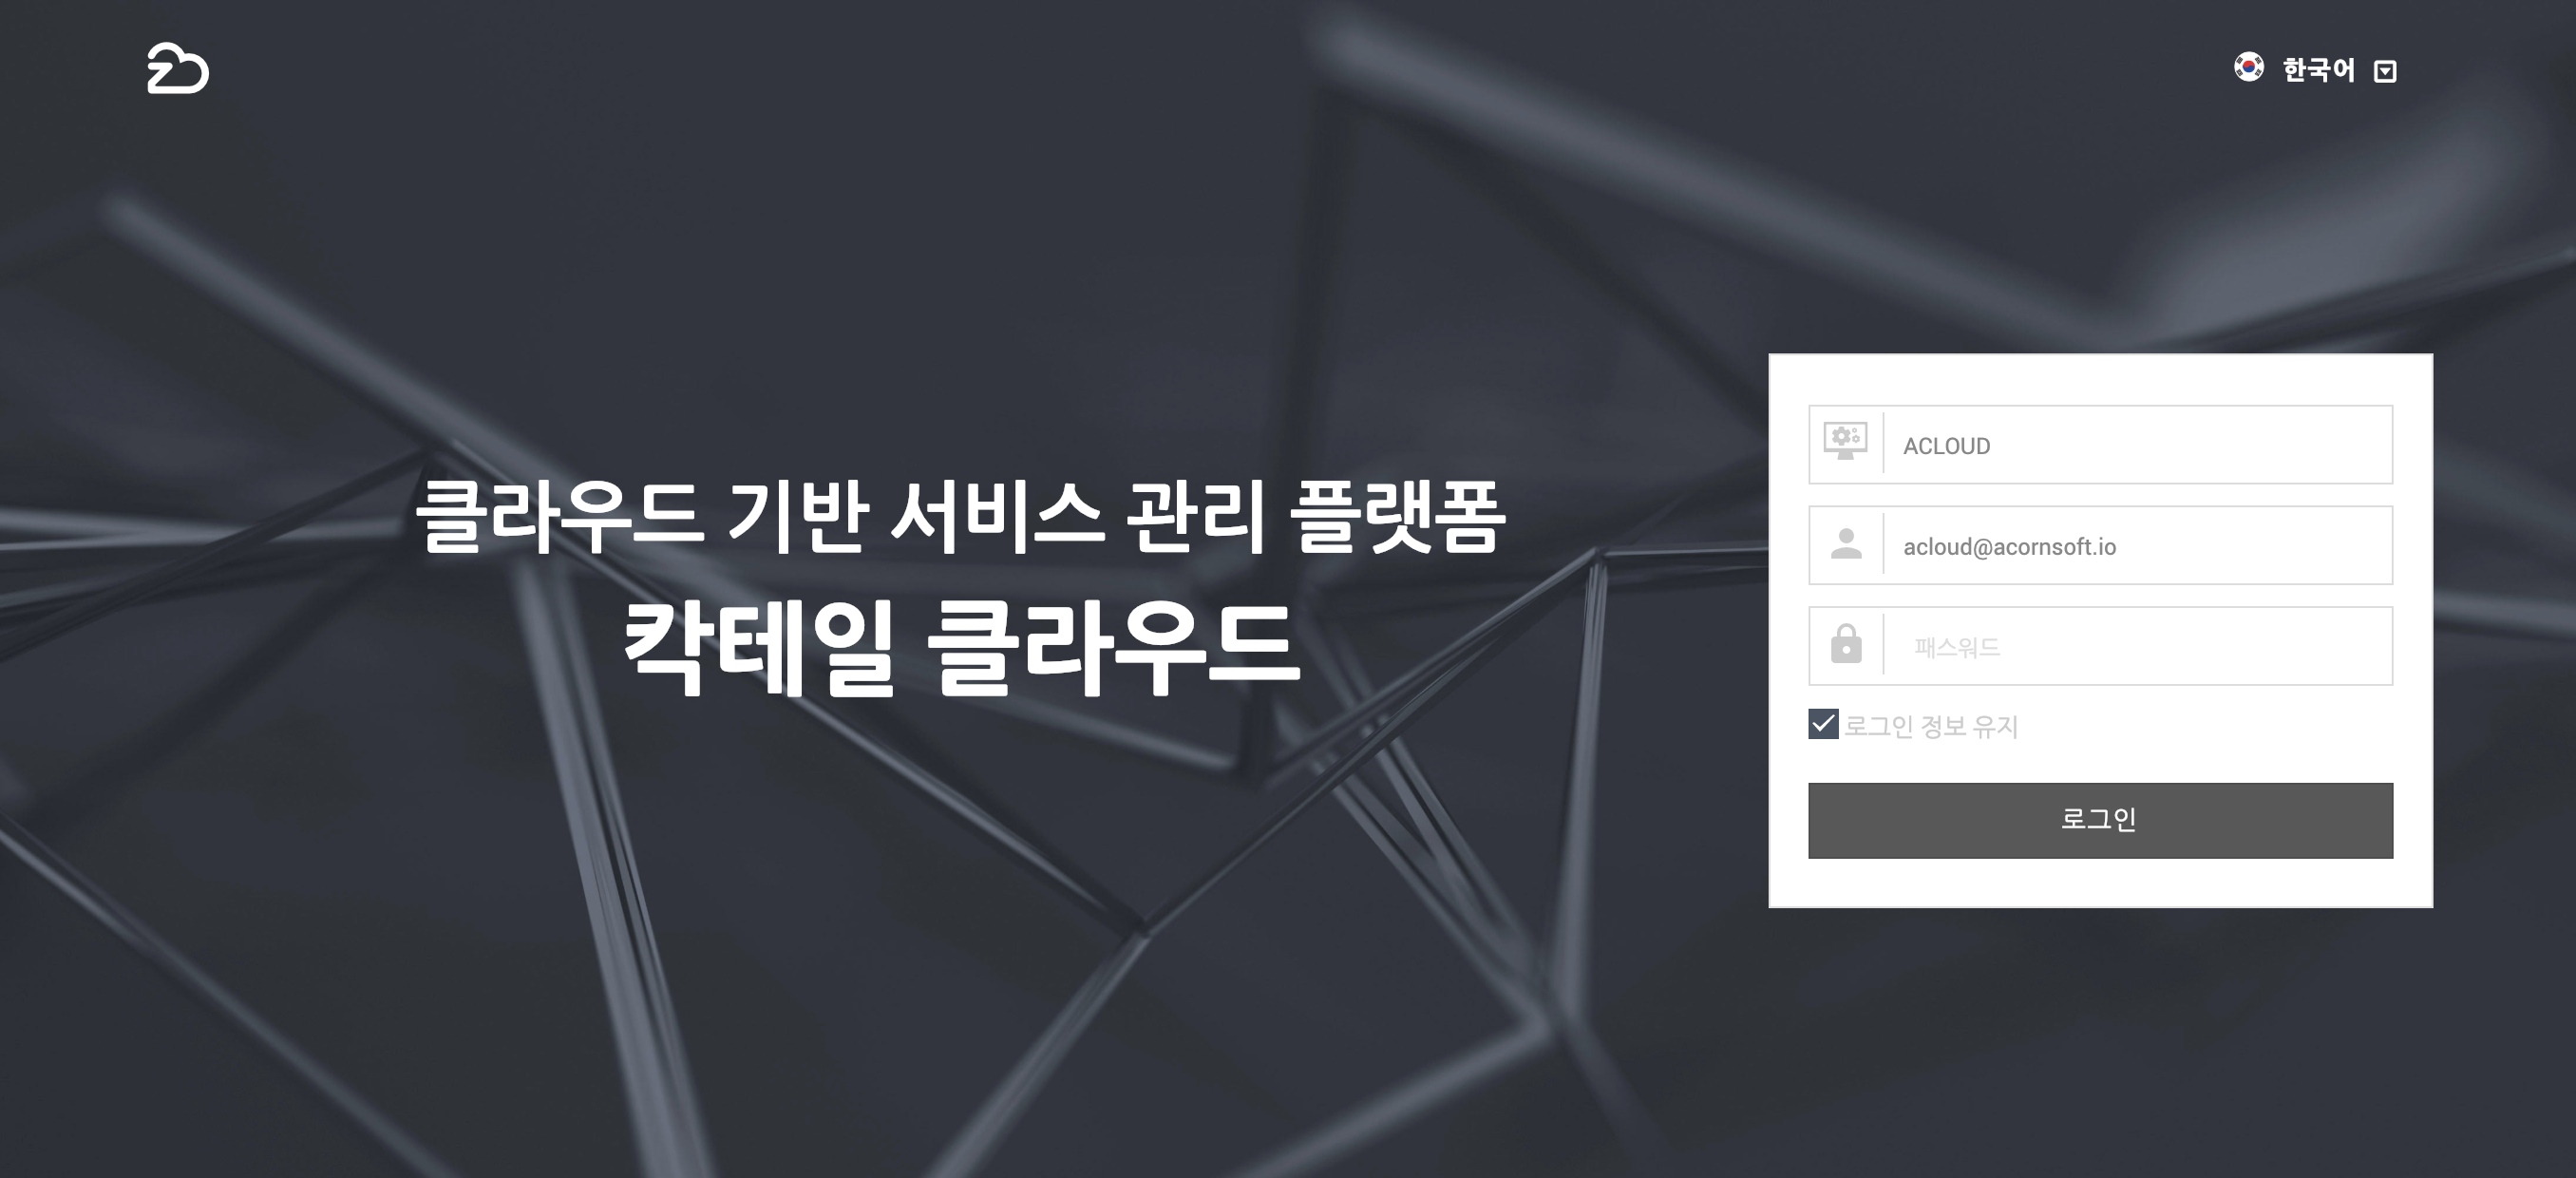 한국어
클라우드 기반 서비스 관리 플랫폼
칵테일 클라우드
ACLOUD
acloud@acornsoft.io
패스워드
로그인 정보 유지
로그인